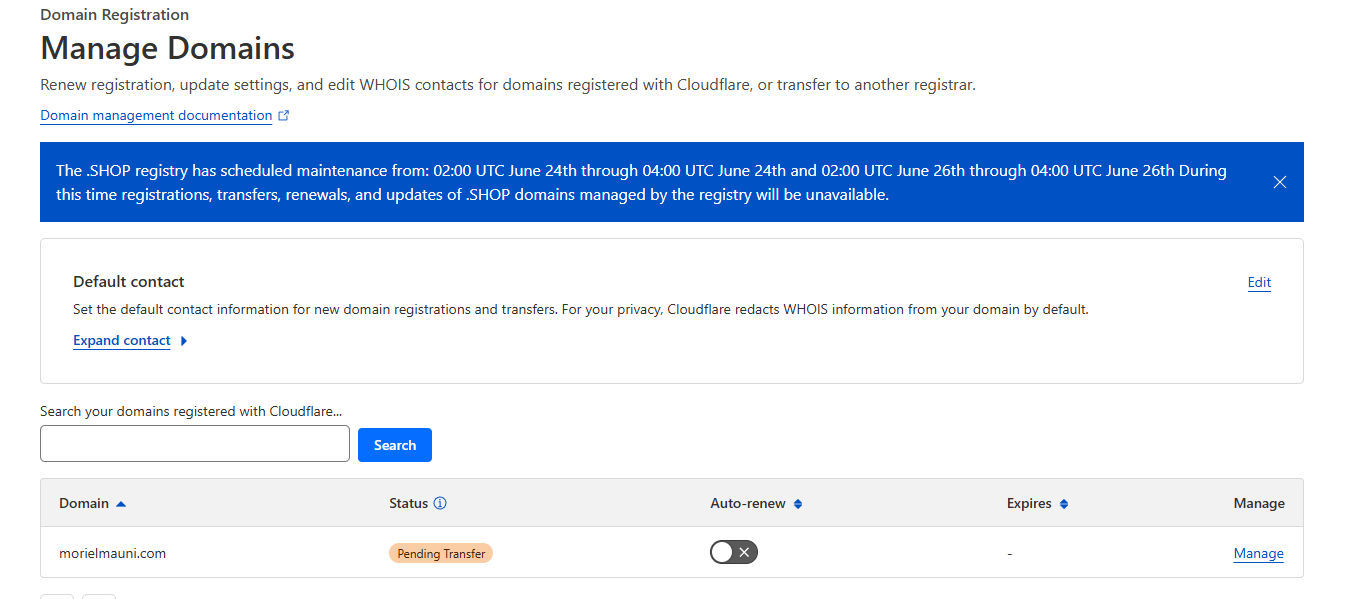 Domain Registration
Manage Domains
Renew registration, update settings, and edit WHOIS contacts for domains registered with Cloudflare, or transfer to another registrar.
Domain management documentation
The .SHOP registry has scheduled maintenance from: 02:00 UTC June 24th through 04:00 UTC June 24th and 02:00 UTC June 26th through 04:00 UTC June 26th During
this time registrations, transfers, renewals, and updates of .SHOP domains managed by the registry will be unavailable.
Default contact
Edit
Set the default contact information for new domain registrations and transfers. For your privacy, Cloudflare redacts WHOIS information from your domain by default.
Expand contact
Search your domains registered with Cloudflare...
Search
Domain Status Auto-renew Expires Manage
morielmauni.com Pending Transfer - Manage